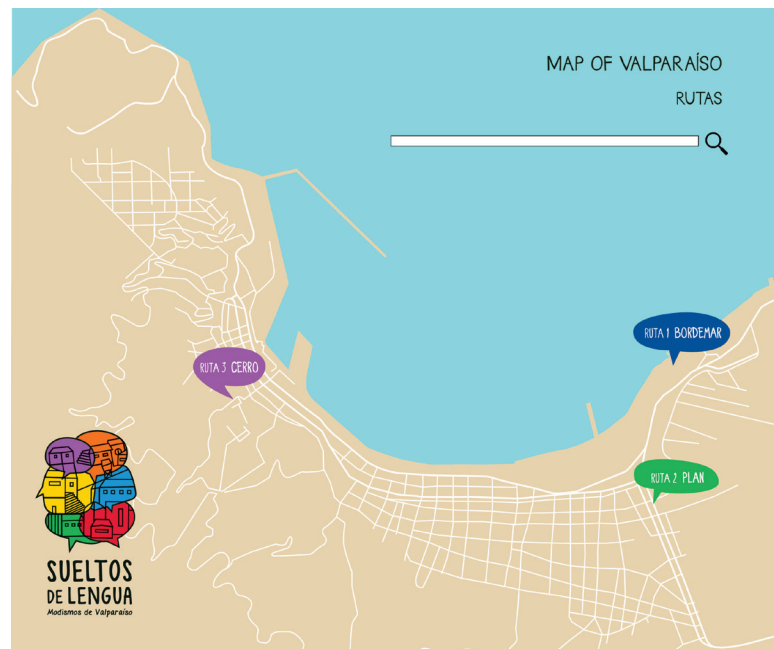 MAP OF VALPARAÍSO
RUTAS
RUTA 1 BORDEMAR
RUTA 3 CERRO
RUTA 2 PLAN
SUELTOS
DE LENGUA
Modismos de Valparaíso